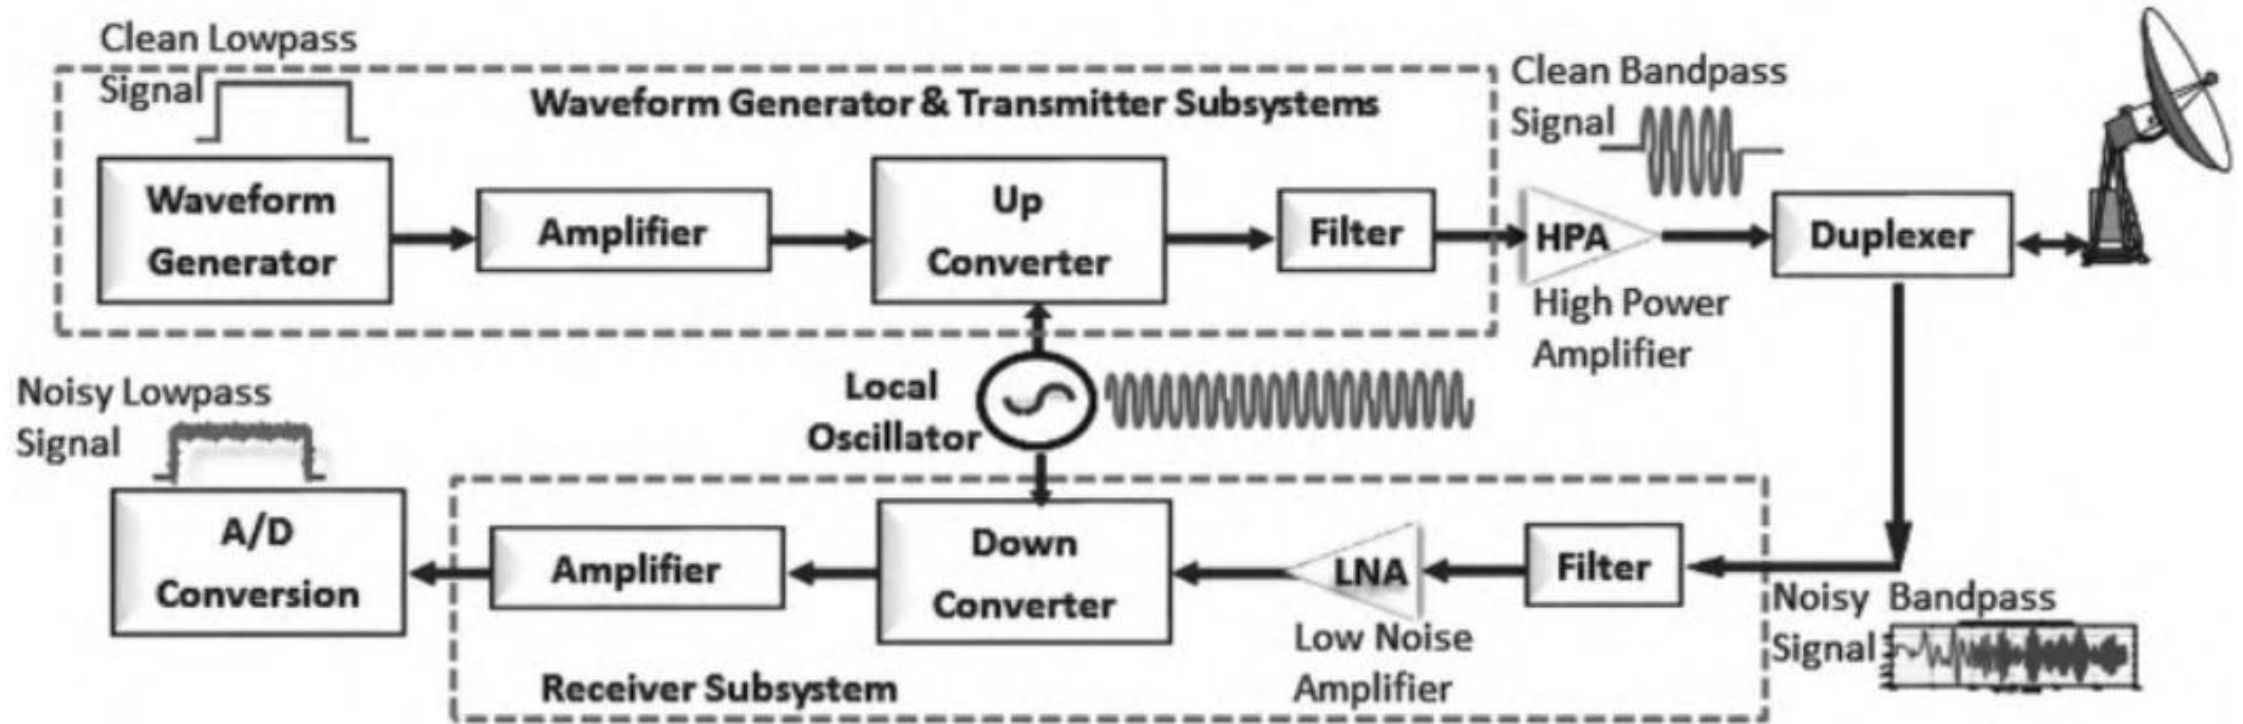 Clean Lowpass
Signal
Waveform Generator & Transmitter Subsystems
Clean Bandpass
Signal
Waveform
Generator
Amplifier
Up
Converter
Filter
HPA
Duplexer
High Power
Amplifier
Local
Oscillator
Noisy Lowpass
Signal
A/D
Conversion
Amplifier
Down
Converter
LNA
Filter
Low Noise
Amplifier
Receiver Subsystem
Noisy Bandpass
Signal